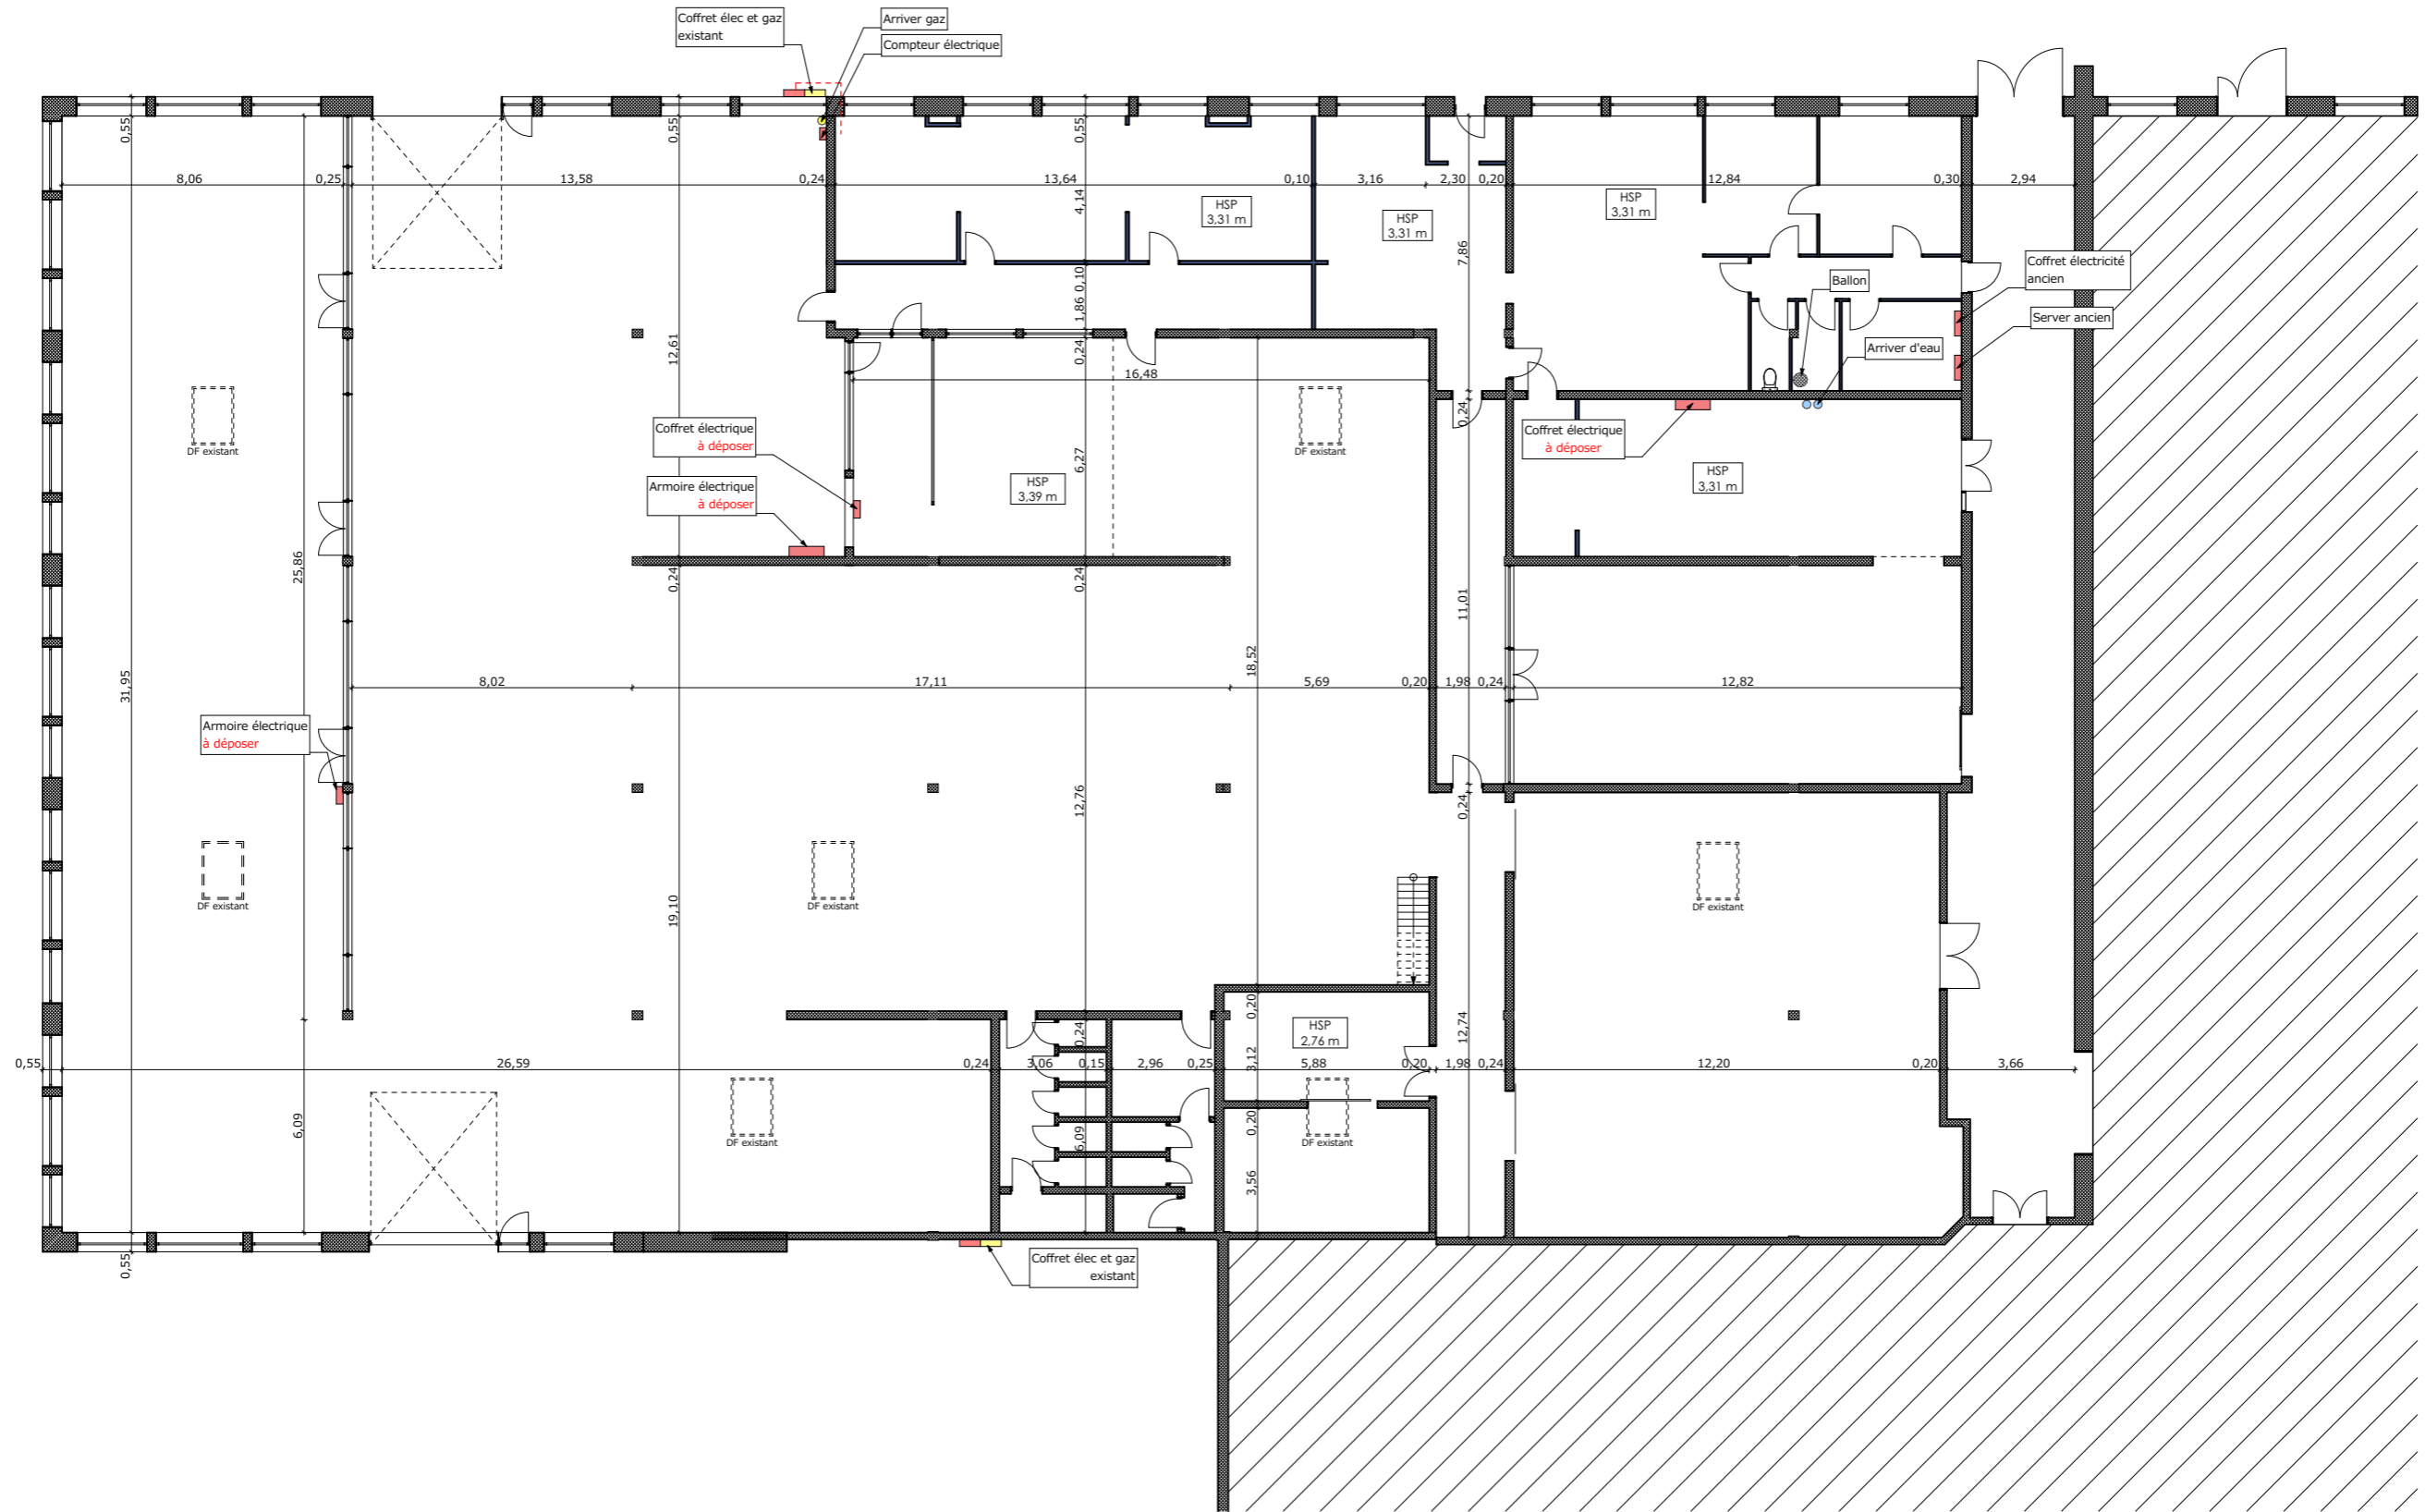 Coffret élec et gaz
existant
Arriver gaz
Compteur électrique
0,55
0,55
0,55
8,06
0,25
13,58
0,24
13,64
0,10
3,16
2,30
0,20
12,84
0,30
2,94
4,14
HSP
3,31 m
HSP
3,31 m
HSP
3,31 m
7,86
0,10
1,86
Coffret électricité
ancien
Ballon
Server ancien
Arriver d'eau
12,61
0,24
16,48
0,24
DF existant
DF existant
Coffret électrique
à déposer
Armoire électrique
à déposer
6,27
HSP
3,39 m
Coffret électrique
à déposer
HSP
3,31 m
25,86
0,24
0,24
11,01
31,95
18,52
8,02
17,11
5,69
0,20
1,98
0,24
12,82
Armoire électrique
à déposer
12,76
0,24
DF existant
DF existant
DF existant
19,10
0,20
HSP
2,76 m
0,24
12,74
0,55
26,59
0,24
3,06
0,15
2,96
0,25
3,12
5,88
0,20
1,98
0,24
12,20
0,20
3,66
6,09
DF existant
6,09
0,20
DF existant
3,56
0,55
Coffret élec et gaz
existant